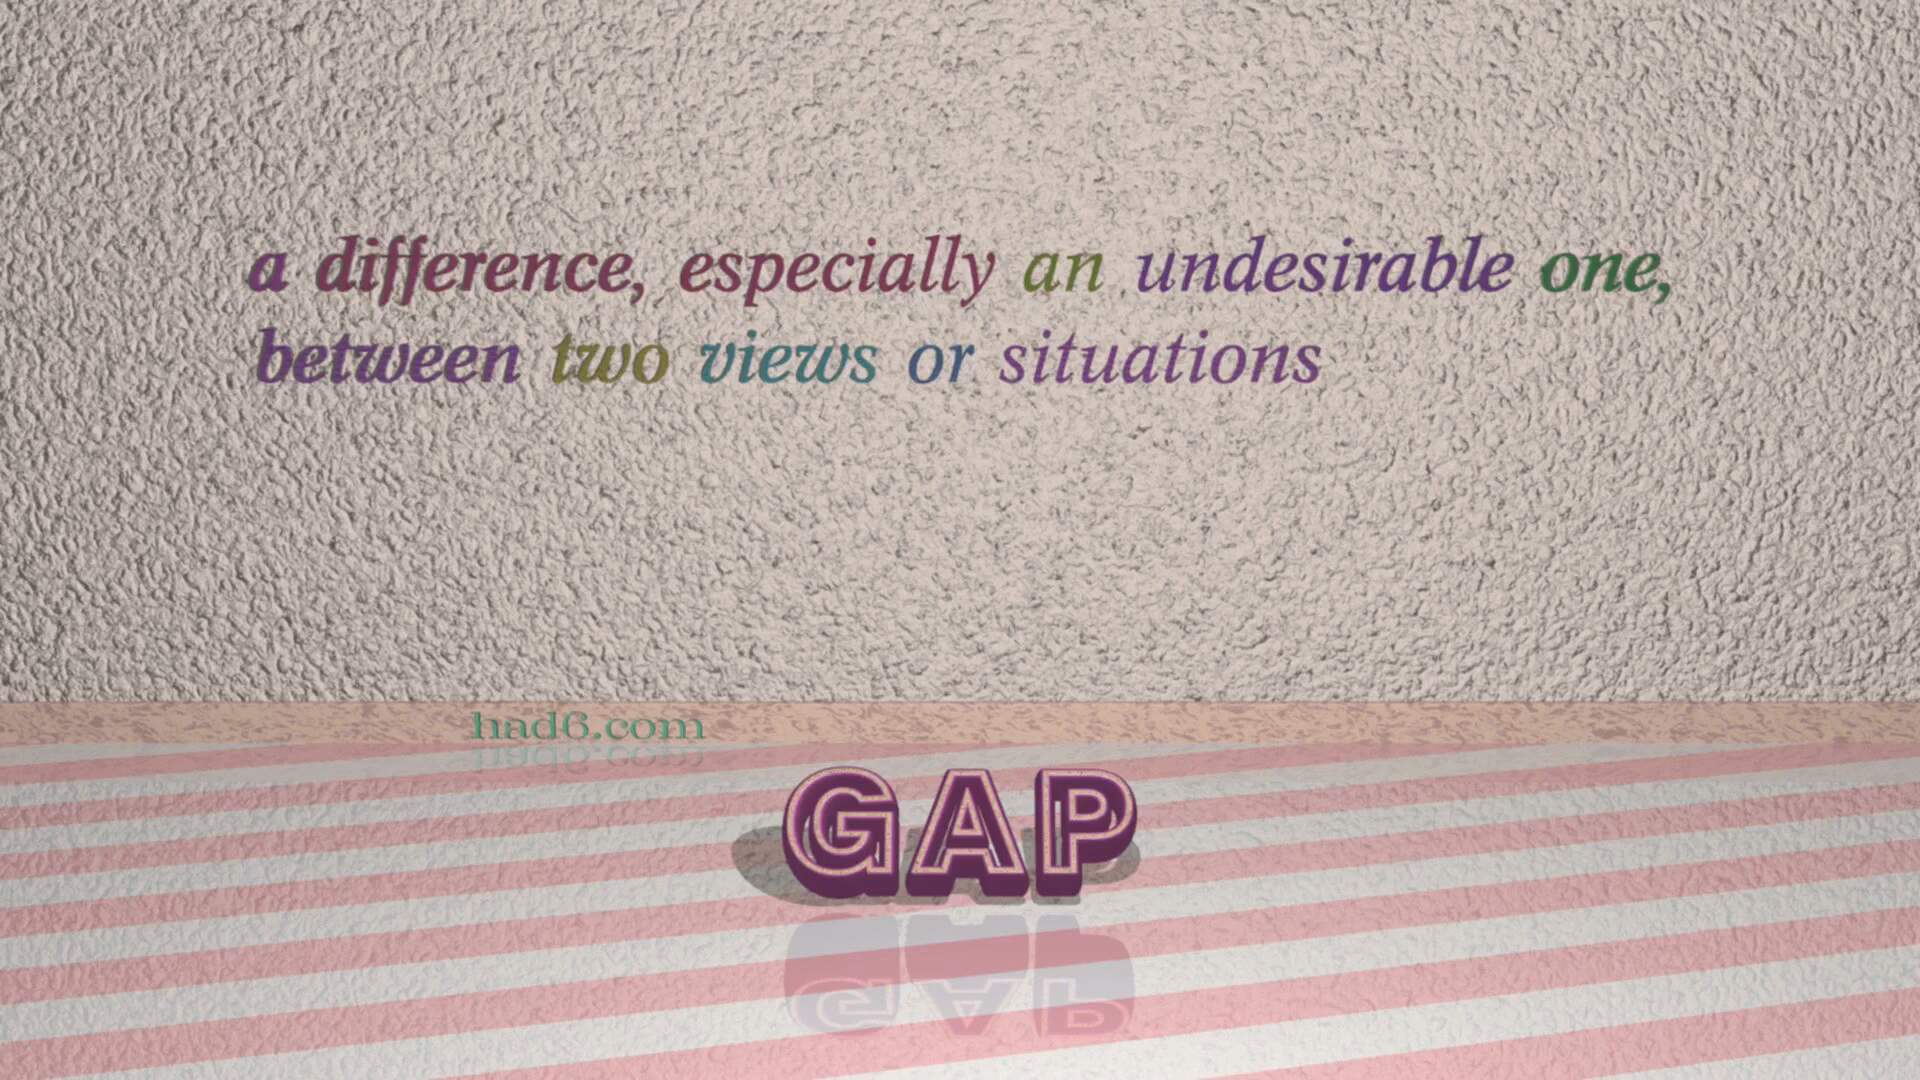 a difference, especially an undesirable one,
between two views or situations
had6.com
GAP